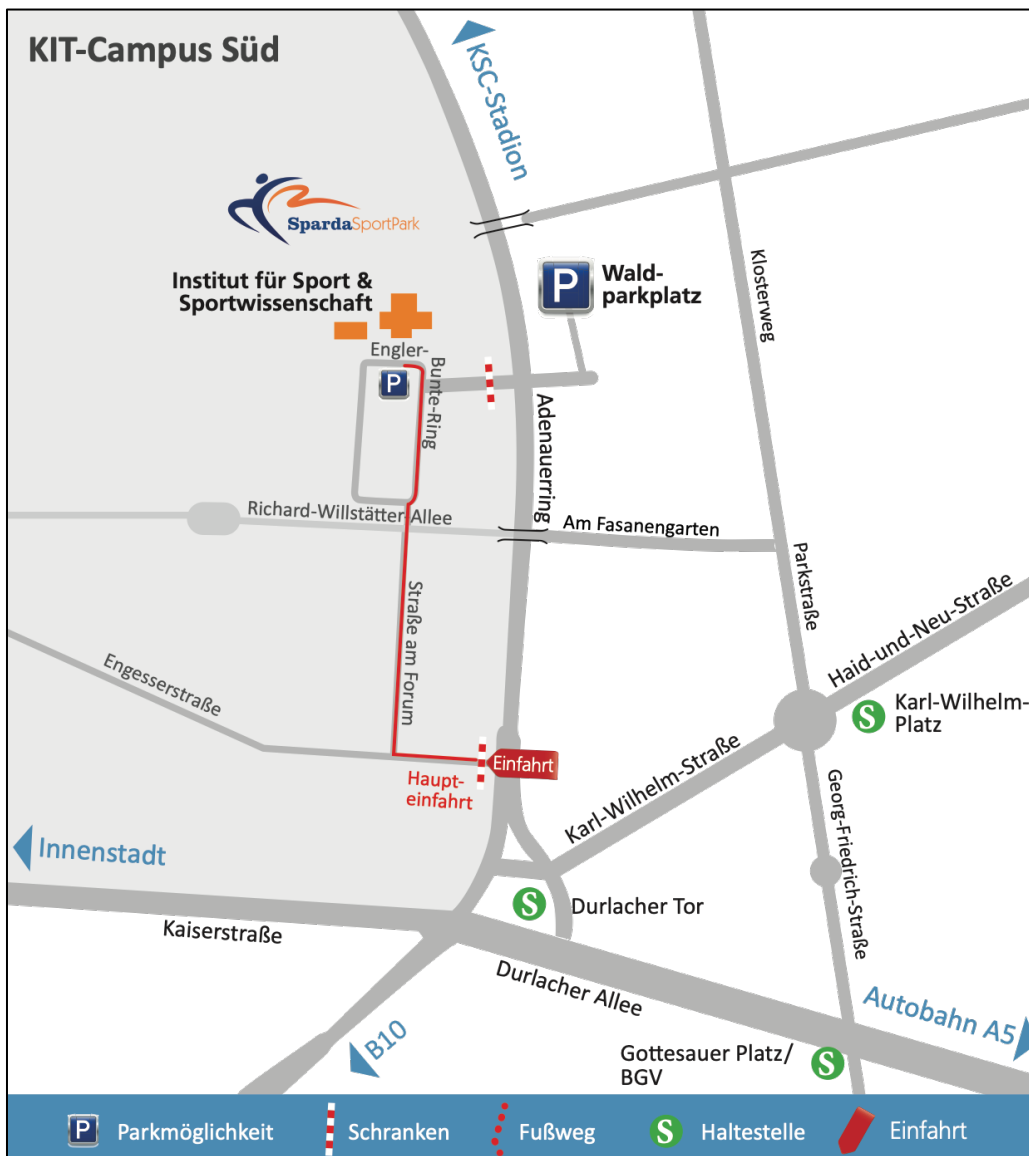 KIT-Campus Süd
KSC-Stadion
SpardaSportPark
Institut für Sport &
Sportwissenschaft
P
Wald-
parkplatz
Klosterweg
Engler-
Bunte-Ring
P
Adenauerring
Richard-Willstätter-Allee
Am Fasanengarten
Parkstraße
Straße am Forum
Haid-und-Neu-Straße
Engesserstraße
S
Karl-Wilhelm-
Platz
Einfahrt
Haupt-
einfahrt
Karl-Wilhelm-Straße
Georg-Friedrich-Straße
Innenstadt
S
Durlacher Tor
Kaiserstraße
Durlacher Allee
Autobahn A5
B10
Gottesauer Platz/
BGV
S
P Parkmöglichkeit
Schranken
Fußweg
S Haltestelle
Einfahrt